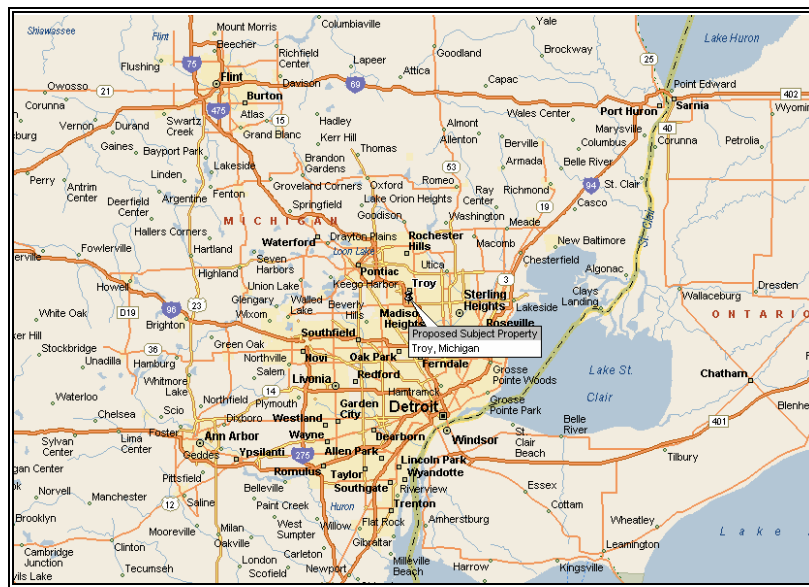 Shiawassee
Flint
Mount Morris
Columbiaville
Yale
Lake Huron
Beecher
Richfield
Center
Lapeer
Goodland
Brockway
Flushing
75
Flint
Davison
Attica
25
Owosso
21
69
Capac
Point Edward
402
Corunna
Burton
Port Huron
Sarnia
Vernon
Durand
Swartz
Creek
475
Atlas
15
Hadley
Almont
Wales Center
Marysville
40
Grand Blanc
Kerr Hill
Allenton
Berville
Columbus
Corunna
Petrolia
Gaines
Bayport Park
Thomas
53
Armada
Belle River
Linden
Lakeside
Brandon
Gardens
Oxford
Romeo
Ray
Center
Richmond
94
St. Clair
Perry
Antrim
Center
Argentine
Fenton
Groveland Corners
Lake Orion Heights
19
Casco
Deerfield
Center
Springfield
Goodison
Washington
Meade
St. Clair
MICHIGAN
Hallers Corners
Waterford
Drayton Plains
Rochester
Hills
Macomb
New Baltimore
Fowlerville
Hartland
Loon Lake
Utica
Chesterfield
Seven
Harbors
Pontiac
Troy
3
Algonac
Highland
Keego Harbor
Dresden
Howell
Union Lake
Sterling
Heights
Clays
Landing
Wallaceburg
Glengary
Walled
Lake
Beverly
Hills
Lakeside
ONTARIO
D19
96
23
Wixom
Madison
Heights
Roseville
White Oak
Brighton
Southfield
Proposed Subject Property
Troy, Michigan
Stockbridge
36
Green Oak
Novi
Oak Park
Unadilla
Hamburg
Northville
Salem
Redford
Ferndale
Grosse
Pointe Woods
Lake St.
Clair
Chatham
Whitmore
Lake
14
Livonia
Hamtramck
Waterloo
Northfield
Plymouth
Garden
City
Detroit
Grosse
Pointe Park
Chelsea
Scio
Dixboro
Westland
Belle
River
401
Foster
Wayne
Dearborn
Windsor
St
Clair
Beach
Sylvan
Center
Lima
Center
Ann Arbor
275
Allen Park
Tilbury
Geddes
Ypsilanti
Romulus
Lincoln Park
Pittsfield
Taylor
Wyandotte
Norvell
Manchester
12
Belleville
Southgate
Riverview
Essex
Saline
Paint Creek
Huron
Trenton
Cottam
Brooklyn
Milan
West
Sumpter
Willow
Flat Rock
Amherstburg
Wheatley
Mooreville
Oakville
Gibraltar
Leamington
Cambridge
Junction
Clinton
London
Carleton
Milleville
Beach
Harrow
Kingsville
Tecumseh
Scofield
Newport
Lake